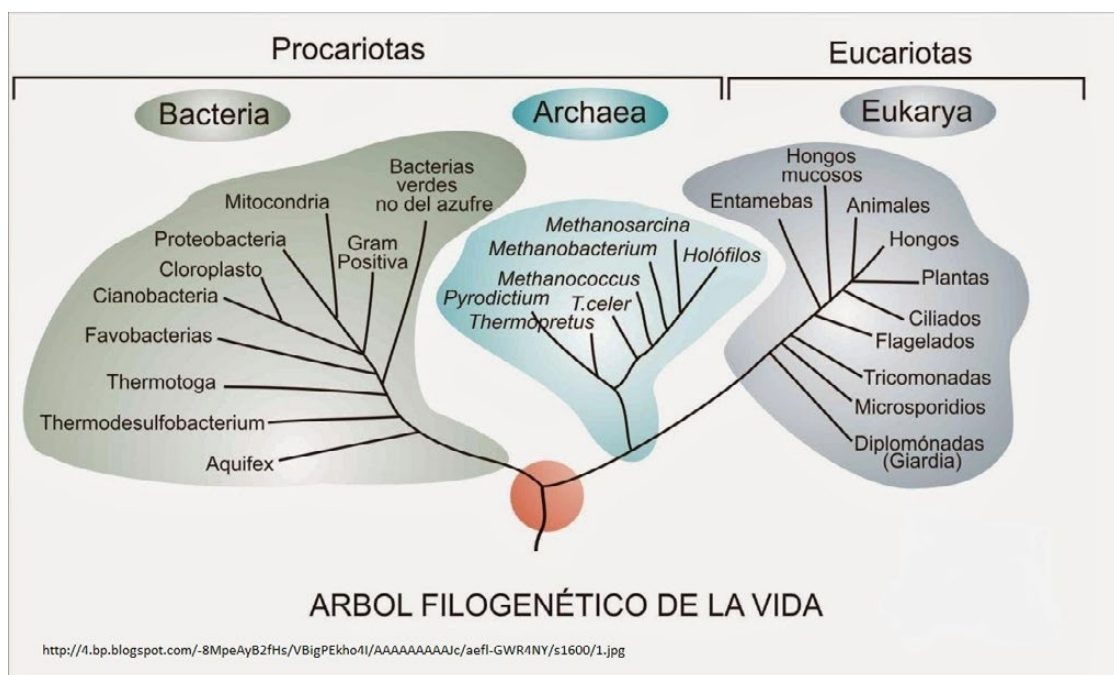 Procariotas
Eucariotas
Bacteria
Archaea
Eukarya
Bacterias
verdes
no del azufre
Mitocondria
Proteobacteria
Gram
Positiva
Cloroplasto
Cianobacteria
Favobacterias
Thermotoga
Thermodesulfobacterium
Aquifex
Methanosarcina
Methanobacterium
Holófilos
Methanococcus
Pyrodictium
T.celer
Thermopretus
Hongos
mucosos
Entamebas
Animales
Hongos
Plantas
Ciliados
Flagelados
Tricomonadas
Microsporidios
Diplomónadas
(Giardia)
ARBOL FILOGENÉTICO DE LA VIDA
http://4.bp.blogspot.com/-8MpeAyB2fHs/VBigPEkho4I/AAAAAAAAAJc/aefl-GWR4NY/s1600/1.jpg